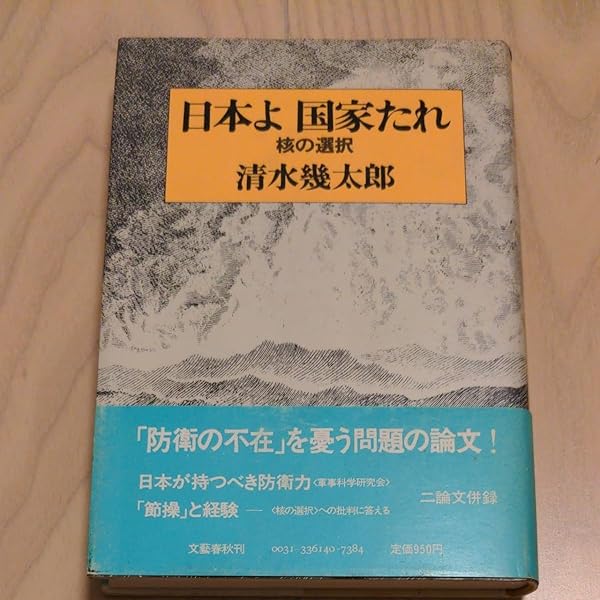 日本よ 国家たれ
核の選択
清水幾太郎
「防衛の不在」を憂う問題の論文！
日本が持つべき防衛力〈軍事科学研究会〉
「節操」と経験―〈核の選択〉への批判に答える
二論文併録
文藝春秋刊 0031-336140-7384 定価950円